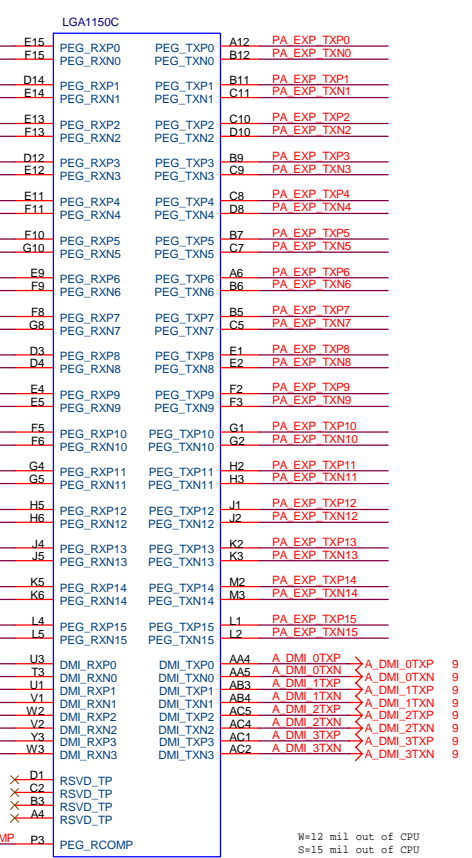 LGA1150C
E15 PEG_RXP0 PEG_TXP0 A12 PA_EXP_TXP0
F15 PEG_RXN0 PEG_TXN0 B12 PA_EXP_TXN0
D14 PEG_RXP1 PEG_TXP1 B11 PA_EXP_TXP1
E14 PEG_RXN1 PEG_TXN1 C11 PA_EXP_TXN1
E13 PEG_RXP2 PEG_TXP2 C10 PA_EXP_TXP2
F13 PEG_RXN2 PEG_TXN2 D10 PA_EXP_TXN2
D12 PEG_RXP3 PEG_TXP3 B9 PA_EXP_TXP3
E12 PEG_RXN3 PEG_TXN3 C9 PA_EXP_TXN3
E11 PEG_RXP4 PEG_TXP4 C8 PA_EXP_TXP4
F11 PEG_RXN4 PEG_TXN4 D8 PA_EXP_TXN4
F10 PEG_RXP5 PEG_TXP5 B7 PA_EXP_TXP5
G10 PEG_RXN5 PEG_TXN5 C7 PA_EXP_TXN5
E9 PEG_RXP6 PEG_TXP6 A6 PA_EXP_TXP6
F9 PEG_RXN6 PEG_TXN6 B6 PA_EXP_TXN6
F8 PEG_RXP7 PEG_TXP7 B5 PA_EXP_TXP7
G8 PEG_RXN7 PEG_TXN7 C5 PA_EXP_TXN7
D3 PEG_RXP8 PEG_TXP8 E1 PA_EXP_TXP8
D4 PEG_RXN8 PEG_TXN8 E2 PA_EXP_TXN8
E4 PEG_RXP9 PEG_TXP9 F2 PA_EXP_TXP9
E5 PEG_RXN9 PEG_TXN9 F3 PA_EXP_TXN9
F5 PEG_RXP10 PEG_TXP10 G1 PA_EXP_TXP10
F6 PEG_RXN10 PEG_TXN10 G2 PA_EXP_TXN10
G4 PEG_RXP11 PEG_TXP11 H2 PA_EXP_TXP11
G5 PEG_RXN11 PEG_TXN11 H3 PA_EXP_TXN11
H5 PEG_RXP12 PEG_TXP12 J1 PA_EXP_TXP12
H6 PEG_RXN12 PEG_TXN12 J2 PA_EXP_TXN12
J4 PEG_RXP13 PEG_TXP13 K2 PA_EXP_TXP13
J5 PEG_RXN13 PEG_TXN13 K3 PA_EXP_TXN13
K5 PEG_RXP14 PEG_TXP14 M2 PA_EXP_TXP14
K6 PEG_RXN14 PEG_TXN14 M3 PA_EXP_TXN14
L4 PEG_RXP15 PEG_TXP15 L1 PA_EXP_TXP15
L5 PEG_RXN15 PEG_TXN15 L2 PA_EXP_TXN15
U3 DMI_RXP0 DMI_TXP0 AA4 A_DMI_0TXP A_DMI_0TXP 9
T3 DMI_RXN0 DMI_TXN0 AA5 A_DMI_0TXN A_DMI_0TXN 9
U1 DMI_RXP1 DMI_TXP1 AB3 A_DMI_1TXP A_DMI_1TXP 9
V1 DMI_RXN1 DMI_TXN1 AB4 A_DMI_1TXN A_DMI_1TXN 9
W2 DMI_RXP2 DMI_TXP2 AC5 A_DMI_2TXP A_DMI_2TXP 9
V2 DMI_RXN2 DMI_TXN2 AC4 A_DMI_2TXN A_DMI_2TXN 9
Y3 DMI_RXP3 DMI_TXP3 AC1 A_DMI_3TXP A_DMI_3TXP 9
W3 DMI_RXN3 DMI_TXN3 AC2 A_DMI_3TXN A_DMI_3TXN 9
D1 RSVD_TP
C2 RSVD_TP
B3 RSVD_TP
A4 RSVD_TP
MP P3 PEG_RCOMP
W=12 mil out of CPU
S=15 mil out of CPU